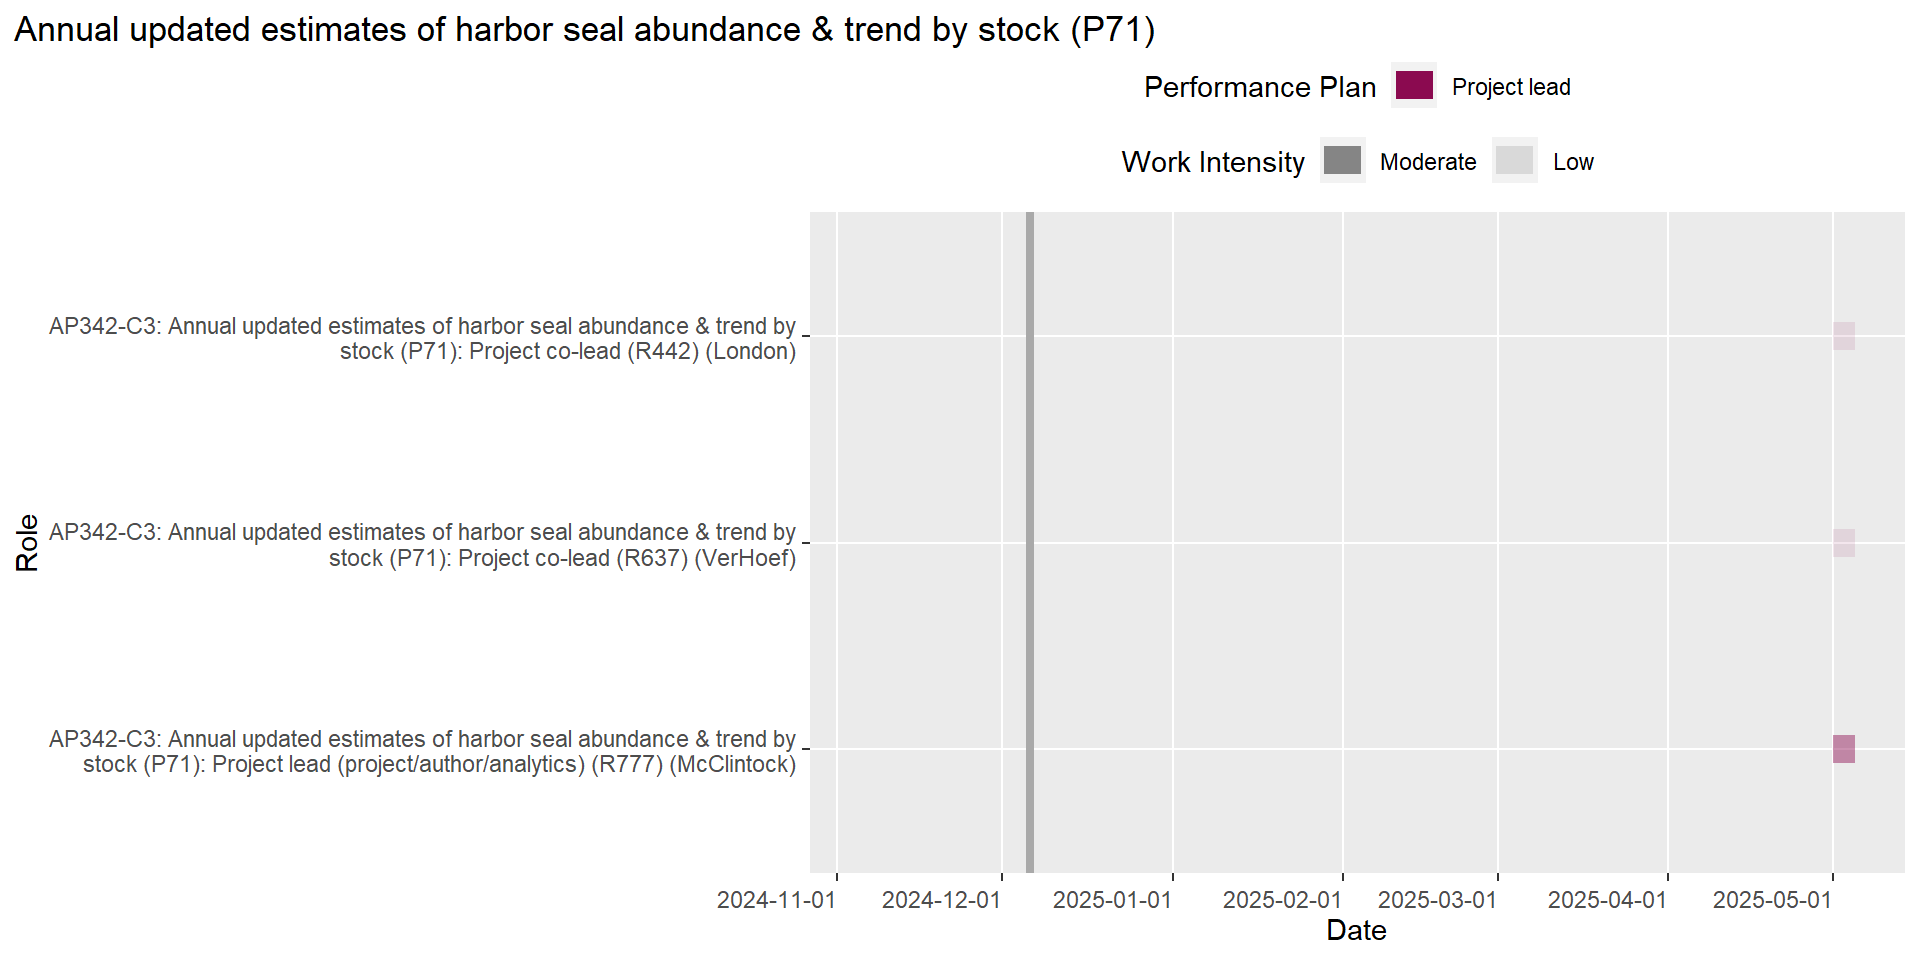 Annual updated estimates of harbor seal abundance & trend by stock (P71)
Performance Plan Project lead
Work Intensity Moderate Low
AP342-C3: Annual updated estimates of harbor seal abundance & trend by
stock (P71): Project co-lead (R442) (London)
AP342-C3: Annual updated estimates of harbor seal abundance & trend by
stock (P71): Project co-lead (R637) (VerHoef)
AP342-C3: Annual updated estimates of harbor seal abundance & trend by
stock (P71): Project lead (project/author/analytics) (R777) (McClintock)
Role
2024-11-01 2024-12-01 2025-01-01 2025-02-01 2025-03-01 2025-04-01 2025-05-01
Date